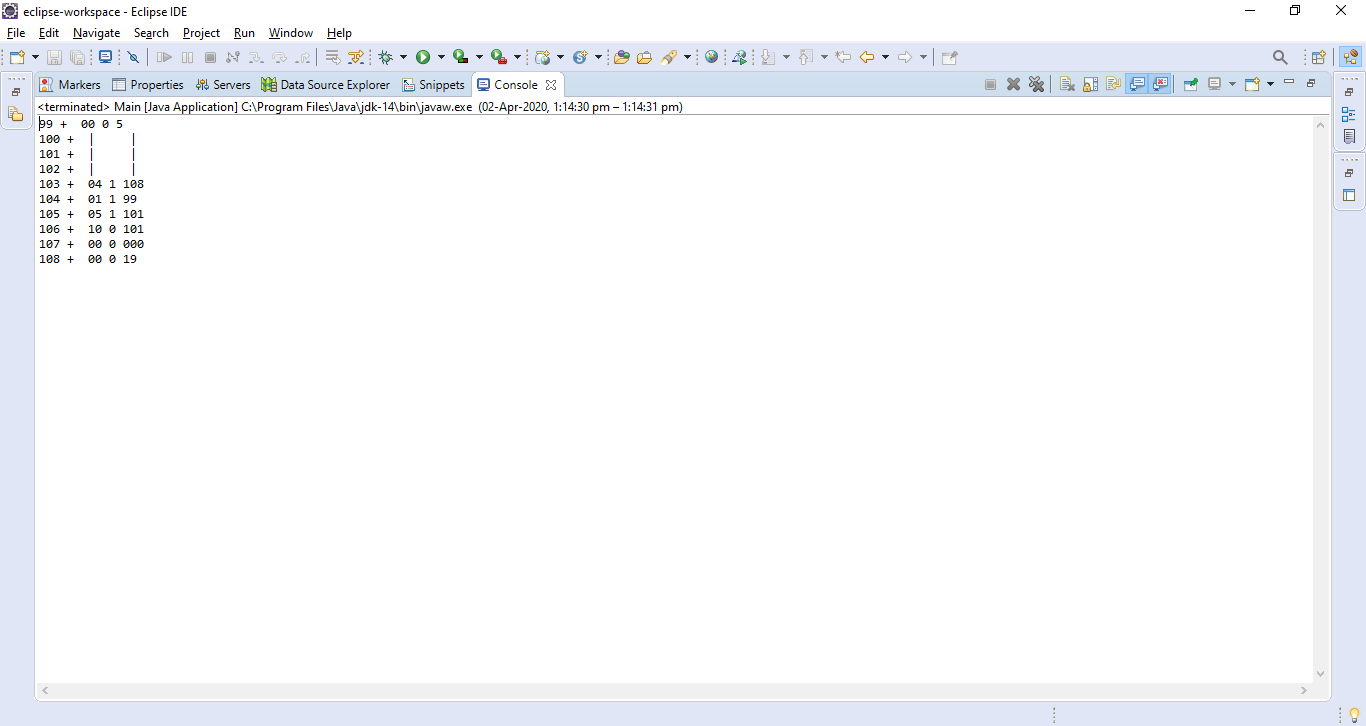 eclipse-workspace - Eclipse IDE
File Edit Navigate Search Project Run Window Help
Markers Properties Servers Data Source Explorer Snippets Console
<terminated> Main [Java Application] C:\Program Files\Java\jdk-14\bin\javaw.exe (02-Apr-2020, 1:14:30 pm – 1:14:31 pm)
99 + 00 0 5
100 + | |
101 + | |
102 + | |
103 + 04 1 108
104 + 01 1 99
105 + 05 1 101
106 + 10 0 101
107 + 00 0 000
108 + 00 0 19